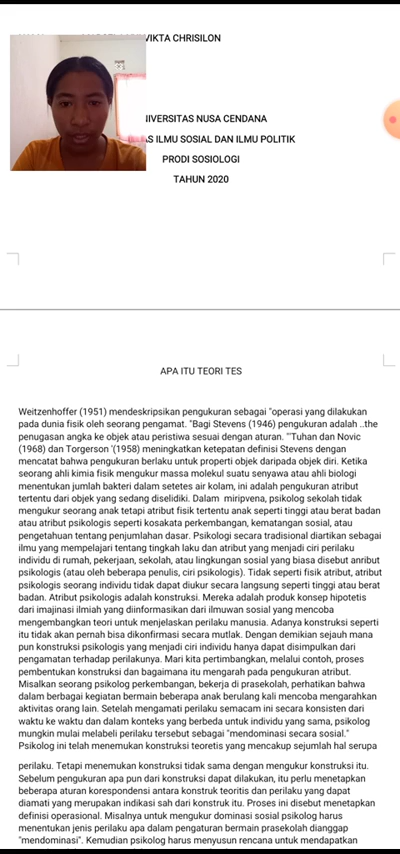 VIKTA CHRISILON
NIVERSITAS NUSA CENDANA
AS ILMU SOSIAL DAN ILMU POLITIK
PRODI SOSIOLOGI
TAHUN 2020
APA ITU TEORI TES
Weitzenhoffer (1951) mendeskripsikan pengukuran sebagai "operasi yang dilakukan
pada dunia fisik oleh seorang pengamat. "Bagi Stevens (1946) pengukuran adalah ..the
penugasan angka ke objek atau peristiwa sesuai dengan aturan. "'Tuhan dan Novic
(1968) dan Torgerson '(1958) meningkatkan ketepatan definisi Stevens dengan
mencatat bahwa pengukuran berlaku untuk properti objek daripada objek diri. Ketika
seorang ahli kimia fisik mengukur massa molekul suatu senyawa atau ahli biologi
menentukan jumlah bakteri dalam setetes air kolam, ini adalah pengukuran atribut
tertentu dari objek yang sedang diselidiki. Dalam miripvena, psikolog sekolah tidak
mengukur seorang anak tetapi atribut fisik tertentu anak seperti tinggi atau berat badan
atau atribut psikologis seperti kosakata perkembangan, kematangan sosial, atau
pengetahuan tentang penjumlahan dasar. Psikologi secara tradisional diartikan sebagai
ilmu yang mempelajari tentang tingkah laku dan atribut yang menjadi ciri perilaku
individu di rumah, pekerjaan, sekolah, atau lingkungan sosial yang biasa disebut anribut
psikologis (atau oleh beberapa penulis, ciri psikologis). Tidak seperti fisik atribut, atribut
psikologis seorang individu tidak dapat diukur secara langsung seperti tinggi atau berat
badan. Atribut psikologis adalah konstruksi. Mereka adalah produk konsep hipotetis
dari imajinasi ilmiah yang diinformasikan dari ilmuwan sosial yang mencoba
mengembangkan teori untuk menjelaskan perilaku manusia. Adanya konstruksi seperti
itu tidak akan pernah bisa dikonfirmasi secara mutlak. Dengan demikian sejauh mana
pun konstruksi psikologis yang menjadi ciri individu hanya dapat disimpulkan dari
pengamatan terhadap perilakunya. Mari kita pertimbangkan, melalui contoh, proses
pembentukan konstruksi dan bagaimana itu mengarah pada pengukuran atribut.
Misalkan seorang psikolog perkembangan, bekerja di prasekolah, perhatikan bahwa
dalam berbagai kegiatan bermain beberapa anak berulang kali mencoba mengarahkan
aktivitas orang lain. Setelah mengamati perilaku semacam ini secara konsisten dari
waktu ke waktu dan dalam konteks yang berbeda untuk individu yang sama, psikolog
mungkin mulai melabeli perilaku tersebut sebagai "mendominasi secara sosial."
Psikolog ini telah menemukan konstruksi teoretis yang mencakup sejumlah hal serupa
perilaku. Tetapi menemukan konstruksi tidak sama dengan mengukur konstruksi itu.
Sebelum pengukuran apa pun dari konstruksi dapat dilakukan, itu perlu menetapkan
beberapa aturan korespondensi antara konstruk teoritis dan perilaku yang dapat
diamati yang merupakan indikasi sah dari konstruk itu. Proses ini disebut menetapkan
definisi operasional. Misalnya untuk mengukur dominasi sosial psikolog harus
menentukan jenis perilaku apa dalam pengaturan bermain prasekolah dianggap
"mendominasi". Kemudian psikolog harus menyusun rencana untuk mendapatkan